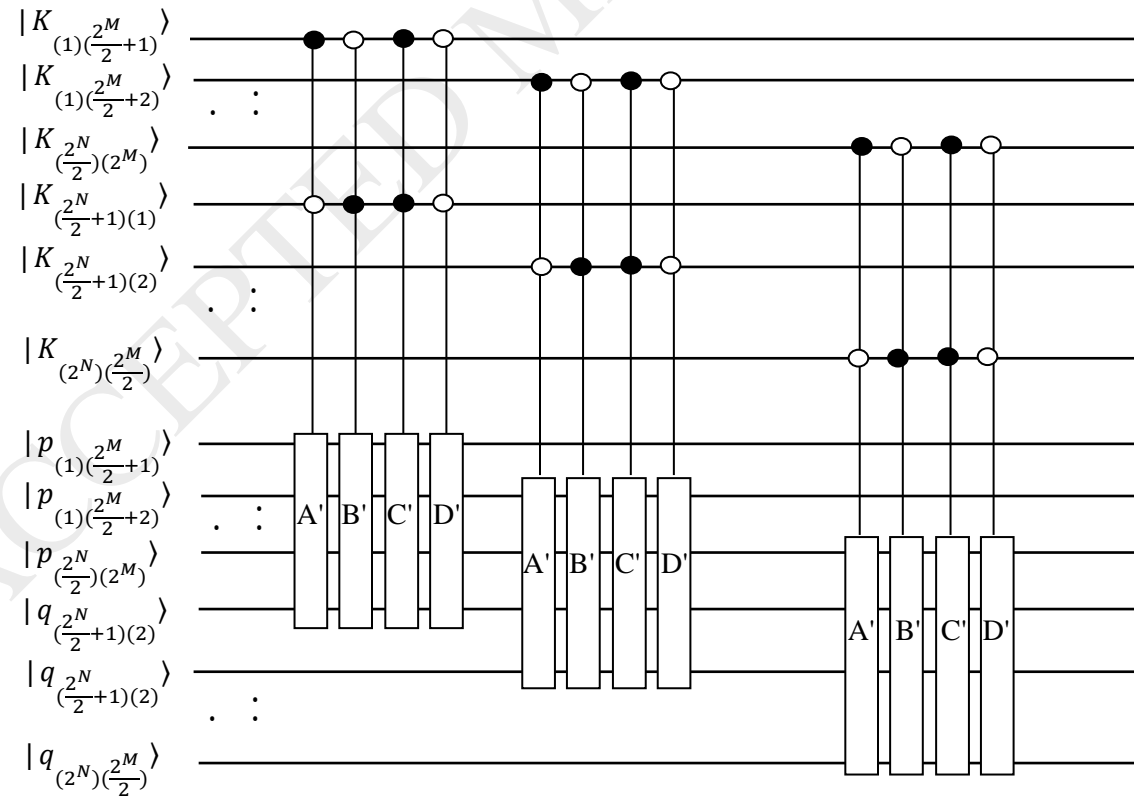 |K_{(1)(\frac{2^M}{2}+1)}⟩
|K_{(1)(\frac{2^M}{2}+2)}⟩
. :
|K_{(\frac{2^N}{2})(2^M)}⟩
|K_{(\frac{2^N}{2}+1)(1)}⟩
|K_{(\frac{2^N}{2}+1)(2)}⟩
. :
|K_{(2^N)(\frac{2^M}{2})}⟩
|p_{(1)(\frac{2^M}{2}+1)}⟩
|p_{(1)(\frac{2^M}{2}+2)}⟩
. : A' B' C' D'
|p_{(\frac{2^N}{2})(2^M)}⟩
A' B' C' D'
|q_{(\frac{2^N}{2}+1)(2)}⟩
A' B' C' D'
|q_{(\frac{2^N}{2}+1)(2)}⟩
. :
|q_{(2^N)(\frac{2^M}{2})}⟩
ACCEPTED M